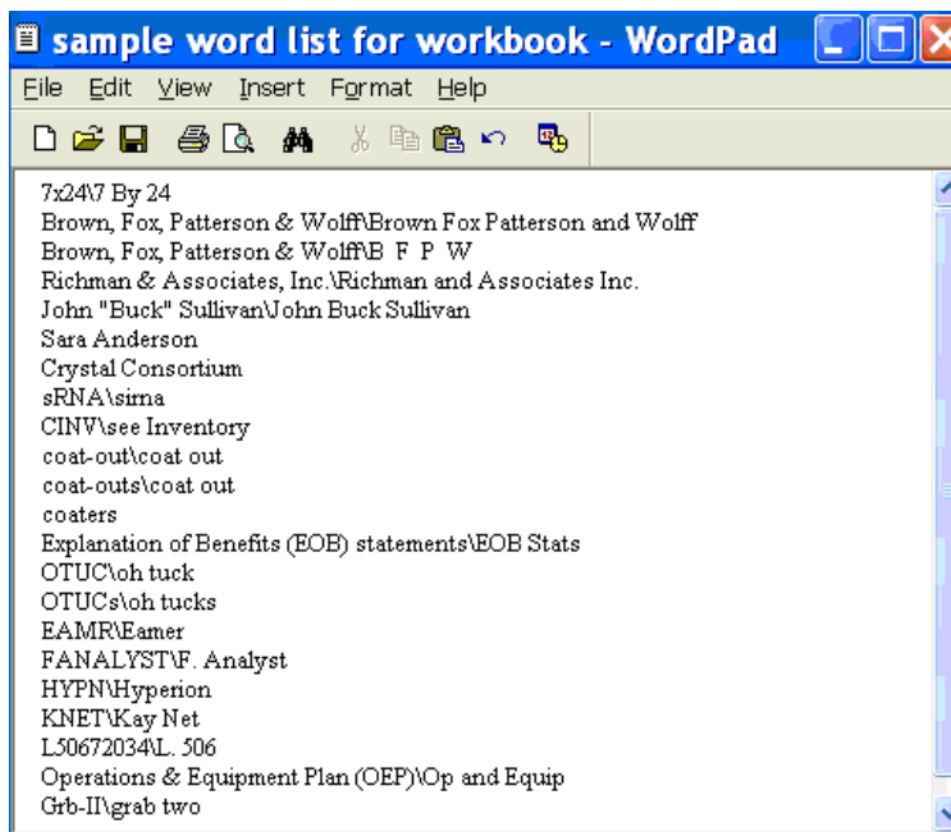 sample word list for workbook - WordPad
File Edit View Insert Format Help
7x24\7 By 24
Brown, Fox, Patterson & Wolff\Brown Fox Patterson and Wolff
Brown, Fox, Patterson & Wolff\B F P W
Richman & Associates, Inc.\Richman and Associates Inc.
John "Buck" Sullivan\John Buck Sullivan
Sara Anderson
Crystal Consortium
sRNA\sirna
CINV\see Inventory
coat-out\coat out
coat-outs\coat out
coaters
Explanation of Benefits (EOB) statements\EOB Stats
OTUC\oh tuck
OTUCs\oh tucks
EAMR\Eamer
FANALYST\F. Analyst
HYPN\Hyperion
KNET\Kay Net
L50672034\L. 506
Operations & Equipment Plan (OEP)\Op and Equip
Grb-II\grab two